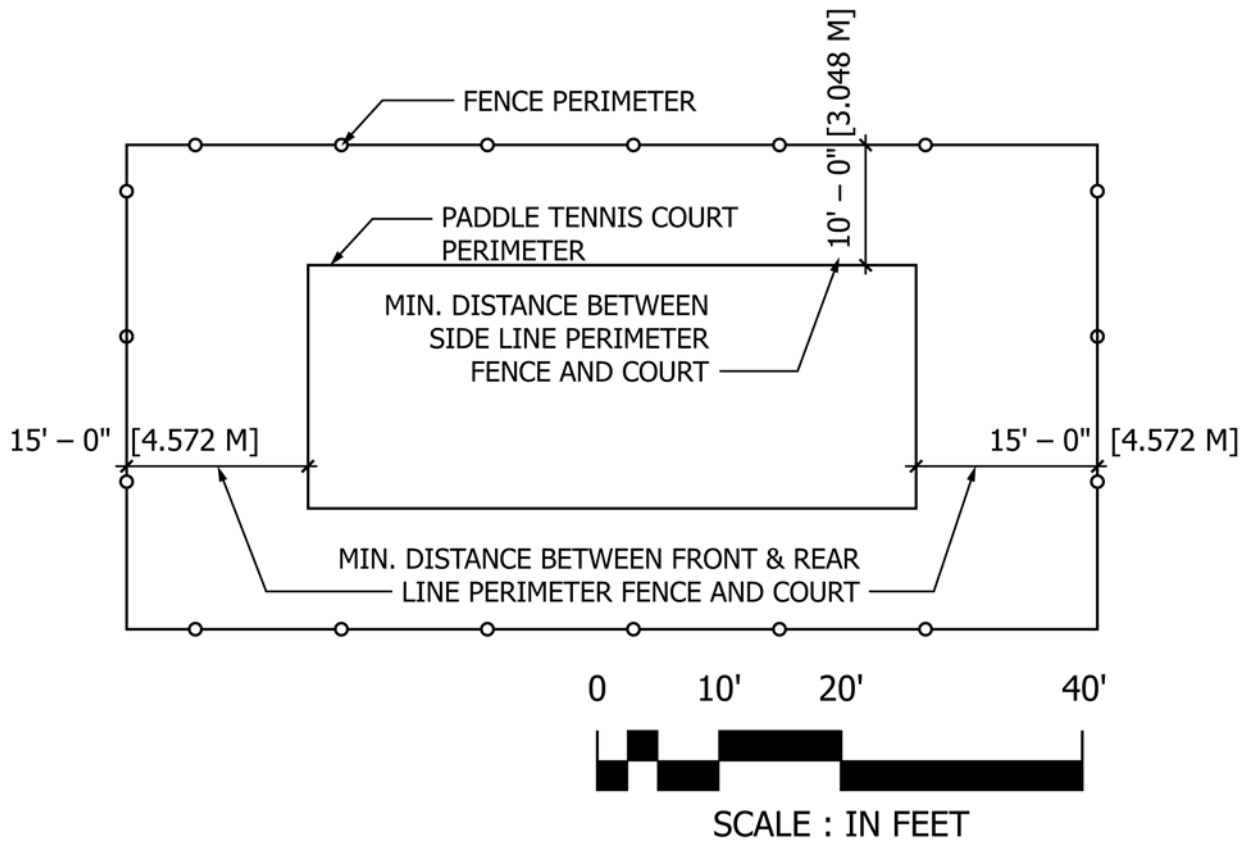 10' – 0" [3.048 M]
FENCE PERIMETER
PADDLE TENNIS COURT
PERIMETER
MIN. DISTANCE BETWEEN
SIDE LINE PERIMETER
FENCE AND COURT
15' – 0" [4.572 M]
15' – 0" [4.572 M]
MIN. DISTANCE BETWEEN FRONT & REAR
LINE PERIMETER FENCE AND COURT
0 10' 20' 40'
SCALE : IN FEET